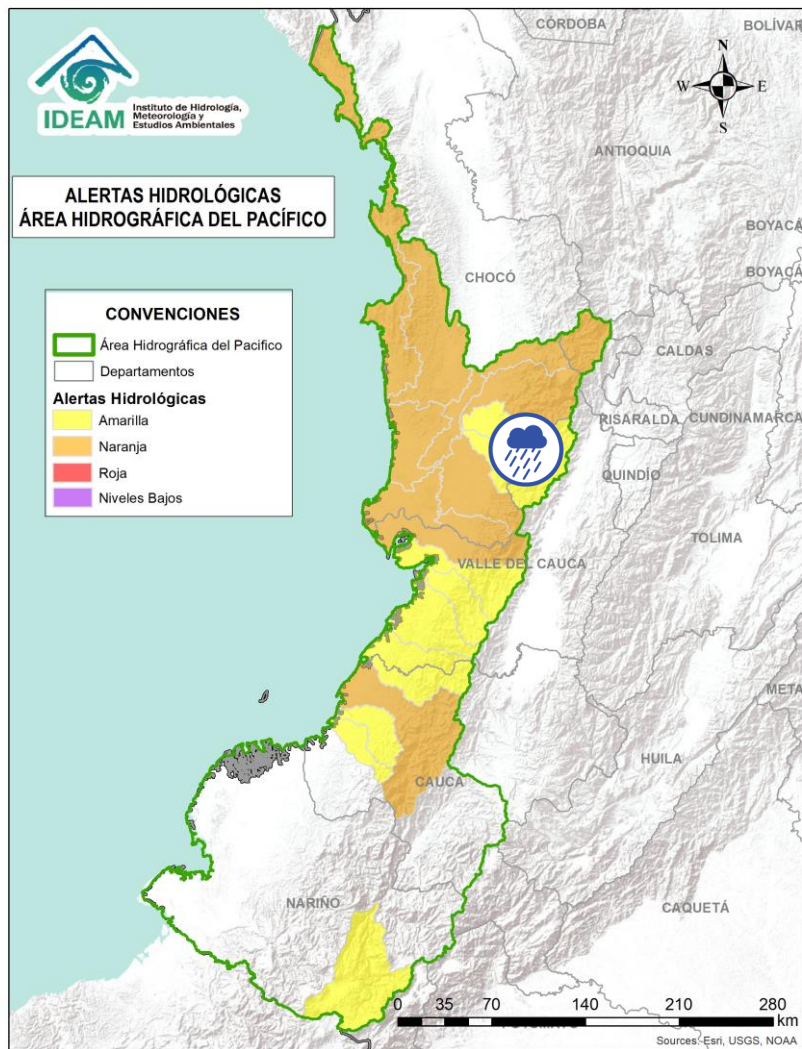 CÓRDOBA
BOLÍVAR
N
W
E
S
IDEAM
Instituto de Hidrología,
Meteorología y
Estudios Ambientales
ANTIOQUIA
ALERTAS HIDROLÓGICAS
ÁREA HIDROGRÁFICA DEL PACÍFICO
BOYACÁ
BOYACÁ
CHOCÓ
CONVENCIONES
Área Hidrográfica del Pacifico
Departamentos
Alertas Hidrológicas
Amarilla
Naranja
Roja
Niveles Bajos
CALDAS
RISARALDA
CUNDINAMARCA
QUINDÍO
TOLIMA
VALLE DEL CAUCA
META
HUILA
CAUCA
NARIÑO
CAQUETÁ
0 35 70 140 210 280
km
Sources: Esri, USGS, NOAA